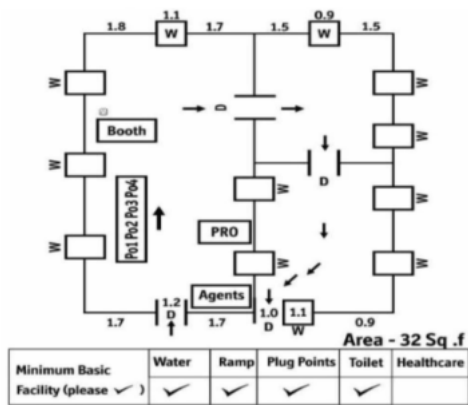 1.1
0.9
1.8 W 1.7 1.5 W 1.5
W
W
D
Booth
W
W
D
W
W
Po1 Po2 Po3 Po4
PRO
W
W
Agents
1.2
D
1.0
D
1.1
W
1.7
1.7
0.9
Area - 32 Sq .f
Minimum Basic
Facility (please ✓ )
Water Ramp Plug Points Toilet Healthcare
✓ ✓ ✓ ✓